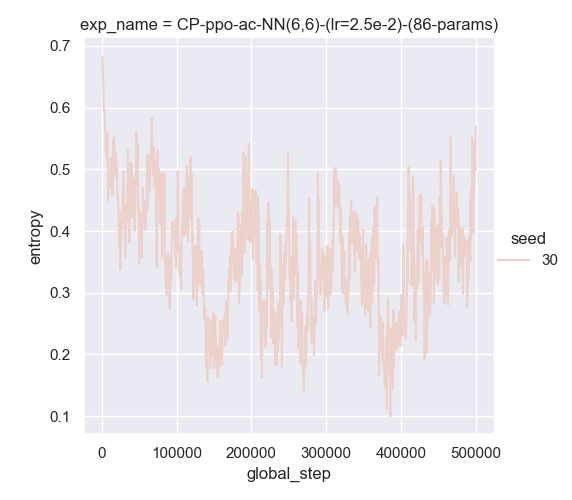 exp_name = CP-ppo-ac-NN(6,6)-(lr=2.5e-2)-(86-params)
0.7
0.6
0.5
0.4
0.3
0.2
0.1
entropy
0 100000 200000 300000 400000 500000
global_step
seed
30